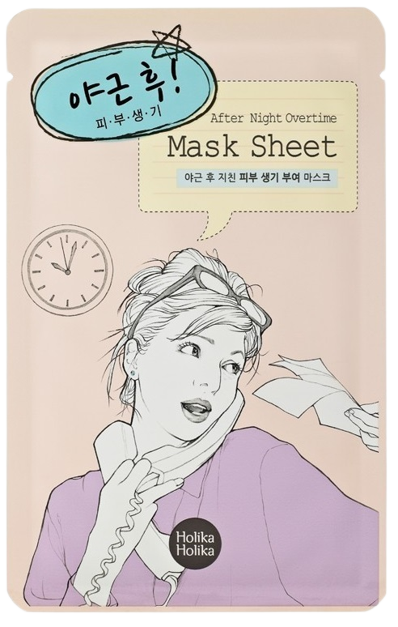 야근 후!
피·부·생·기
After Night Overtime
Mask Sheet
야근 후 지친 피부 생기 부여 마스크
Holika
Holika